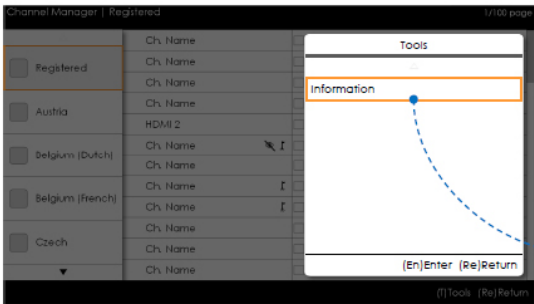 Channel Manager | Registered
1/100 page
Registered
Austria
Belgium (Dutch)
Belgium (French)
Czech
Ch. Name
Ch. Name
Ch. Name
Ch. Name
HDMI 2
Ch. Name
Ch. Name
Ch. Name
Ch. Name
Ch. Name
Ch. Name
Ch. Name
Tools
Information
(En)Enter (Re)Return
(T)Tools (Re)Return